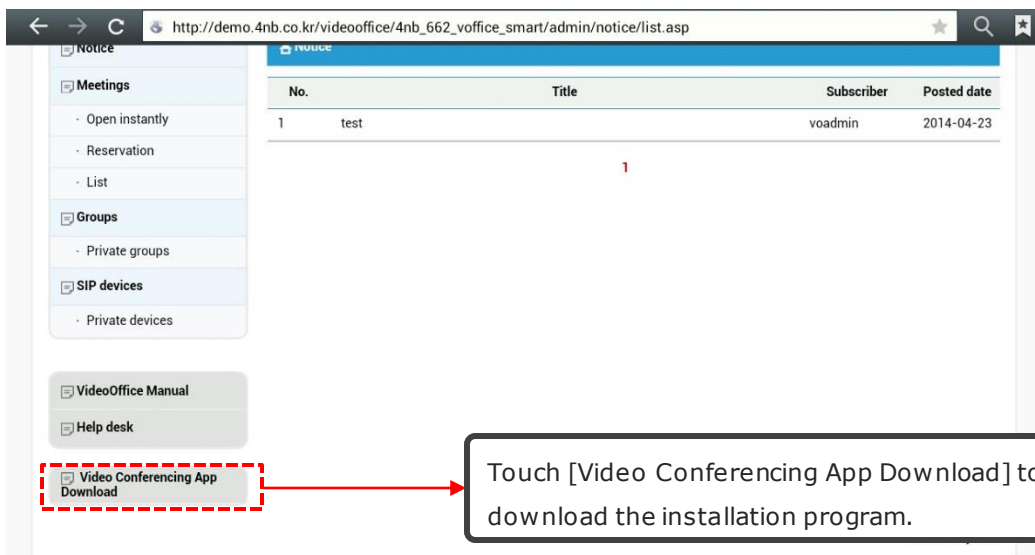 http://demo.4nb.co.kr/videooffice/4nb_662_voffice_smart/admin/notice/list.asp
Notice
Meetings
· Open instantly
· Reservation
· List
Groups
· Private groups
SIP devices
· Private devices
VideoOffice Manual
Help desk
Video Conferencing App
Download
Notice
No. Title Subscriber Posted date
1 test voadmin 2014-04-23
1
Touch [Video Conferencing App Download] to
download the installation program.